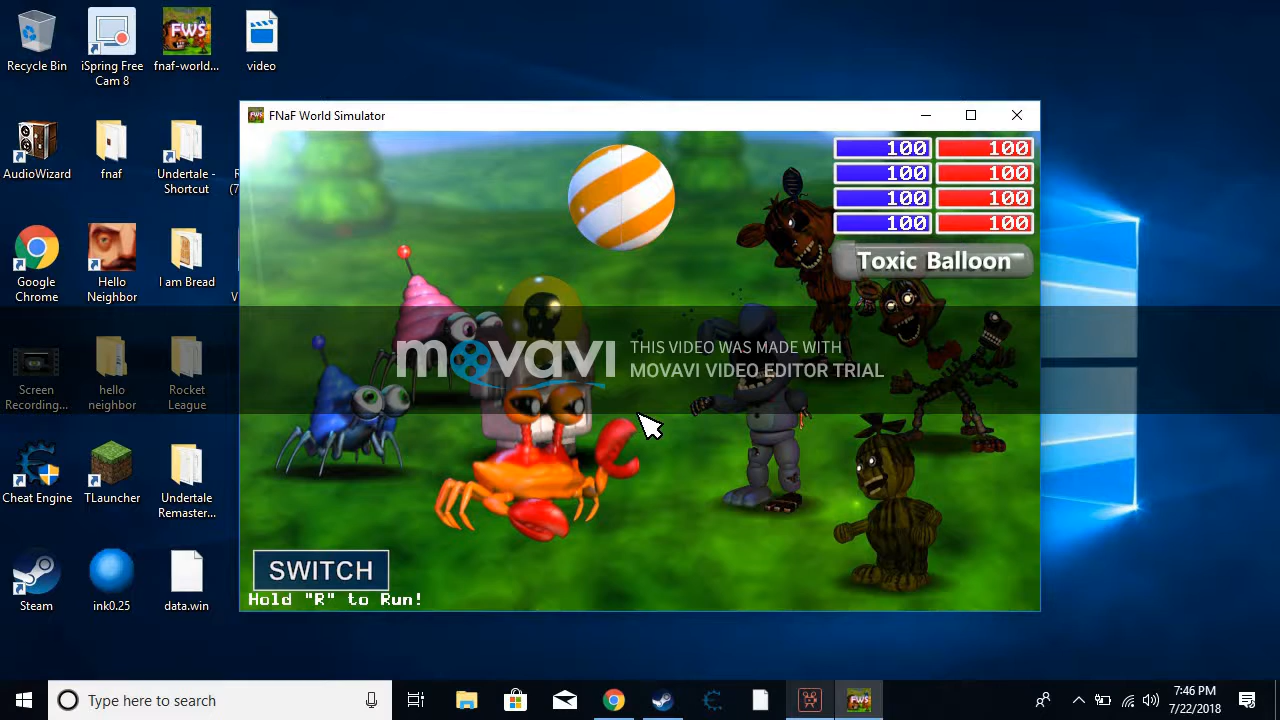 Recycle Bin
iSpring Free
Cam 8
FWS
fnaf-world...
video
AudioWizard
fnaf
Undertale -
Shortcut
Google
Chrome
Hello
Neighbor
I am Bread
Screen
Recording...
hello
neighbor
Rocket
League
Cheat Engine
TLauncher
Undertale
Remaster...
Steam
ink0.25
data.win
FNaF World Simulator
100 100
100 100
100 100
100 100
Toxic Balloon
movavi
THIS VIDEO WAS MADE WITH
MOVAVI VIDEO EDITOR TRIAL
SWITCH
Hold "R" to Run!
Type here to search
7:46 PM
7/22/2018